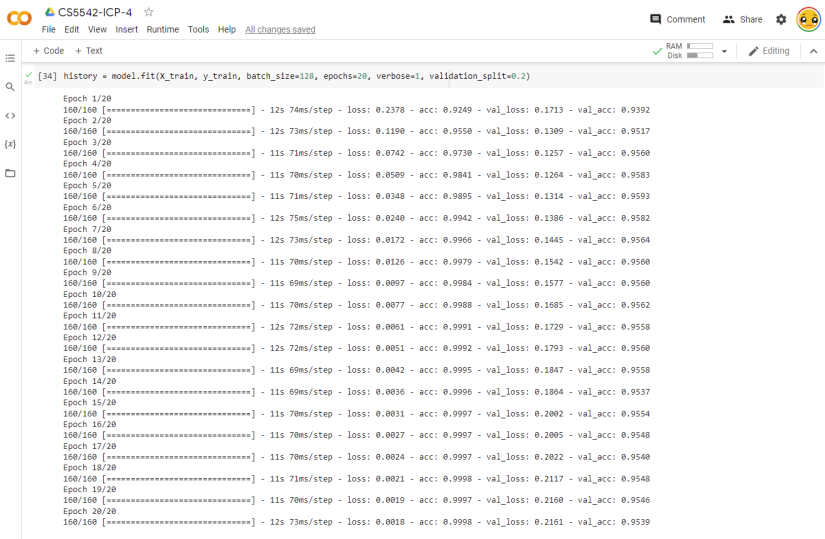 CS5542-ICP-4
File Edit View Insert Runtime Tools Help All changes saved
Comment Share
+ Code + Text
RAM
Disk
Editing
[34] history = model.fit(X_train, y_train, batch_size=128, epochs=20, verbose=1, validation_split=0.2)
Epoch 1/20
160/160 [==============================] - 12s 74ms/step - loss: 0.2378 - acc: 0.9249 - val_loss: 0.1713 - val_acc: 0.9392
Epoch 2/20
160/160 [==============================] - 12s 73ms/step - loss: 0.1190 - acc: 0.9550 - val_loss: 0.1309 - val_acc: 0.9517
Epoch 3/20
160/160 [==============================] - 11s 71ms/step - loss: 0.0742 - acc: 0.9730 - val_loss: 0.1257 - val_acc: 0.9560
Epoch 4/20
160/160 [==============================] - 11s 70ms/step - loss: 0.0509 - acc: 0.9841 - val_loss: 0.1264 - val_acc: 0.9583
Epoch 5/20
160/160 [==============================] - 11s 71ms/step - loss: 0.0348 - acc: 0.9895 - val_loss: 0.1314 - val_acc: 0.9593
Epoch 6/20
160/160 [==============================] - 12s 75ms/step - loss: 0.0240 - acc: 0.9942 - val_loss: 0.1386 - val_acc: 0.9582
Epoch 7/20
160/160 [==============================] - 12s 73ms/step - loss: 0.0172 - acc: 0.9966 - val_loss: 0.1445 - val_acc: 0.9564
Epoch 8/20
160/160 [==============================] - 11s 70ms/step - loss: 0.0126 - acc: 0.9979 - val_loss: 0.1542 - val_acc: 0.9560
Epoch 9/20
160/160 [==============================] - 11s 69ms/step - loss: 0.0097 - acc: 0.9984 - val_loss: 0.1577 - val_acc: 0.9560
Epoch 10/20
160/160 [==============================] - 11s 70ms/step - loss: 0.0077 - acc: 0.9988 - val_loss: 0.1685 - val_acc: 0.9562
Epoch 11/20
160/160 [==============================] - 12s 72ms/step - loss: 0.0061 - acc: 0.9991 - val_loss: 0.1729 - val_acc: 0.9558
Epoch 12/20
160/160 [==============================] - 12s 72ms/step - loss: 0.0051 - acc: 0.9992 - val_loss: 0.1793 - val_acc: 0.9560
Epoch 13/20
160/160 [==============================] - 11s 69ms/step - loss: 0.0042 - acc: 0.9995 - val_loss: 0.1847 - val_acc: 0.9558
Epoch 14/20
160/160 [==============================] - 11s 69ms/step - loss: 0.0036 - acc: 0.9996 - val_loss: 0.1864 - val_acc: 0.9537
Epoch 15/20
160/160 [==============================] - 11s 70ms/step - loss: 0.0031 - acc: 0.9997 - val_loss: 0.2002 - val_acc: 0.9554
Epoch 16/20
160/160 [==============================] - 11s 70ms/step - loss: 0.0027 - acc: 0.9997 - val_loss: 0.2005 - val_acc: 0.9548
Epoch 17/20
160/160 [==============================] - 11s 70ms/step - loss: 0.0024 - acc: 0.9997 - val_loss: 0.2022 - val_acc: 0.9540
Epoch 18/20
160/160 [==============================] - 11s 71ms/step - loss: 0.0021 - acc: 0.9998 - val_loss: 0.2117 - val_acc: 0.9548
Epoch 19/20
160/160 [==============================] - 11s 70ms/step - loss: 0.0019 - acc: 0.9997 - val_loss: 0.2160 - val_acc: 0.9546
Epoch 20/20
160/160 [==============================] - 12s 73ms/step - loss: 0.0018 - acc: 0.9998 - val_loss: 0.2161 - val_acc: 0.9539